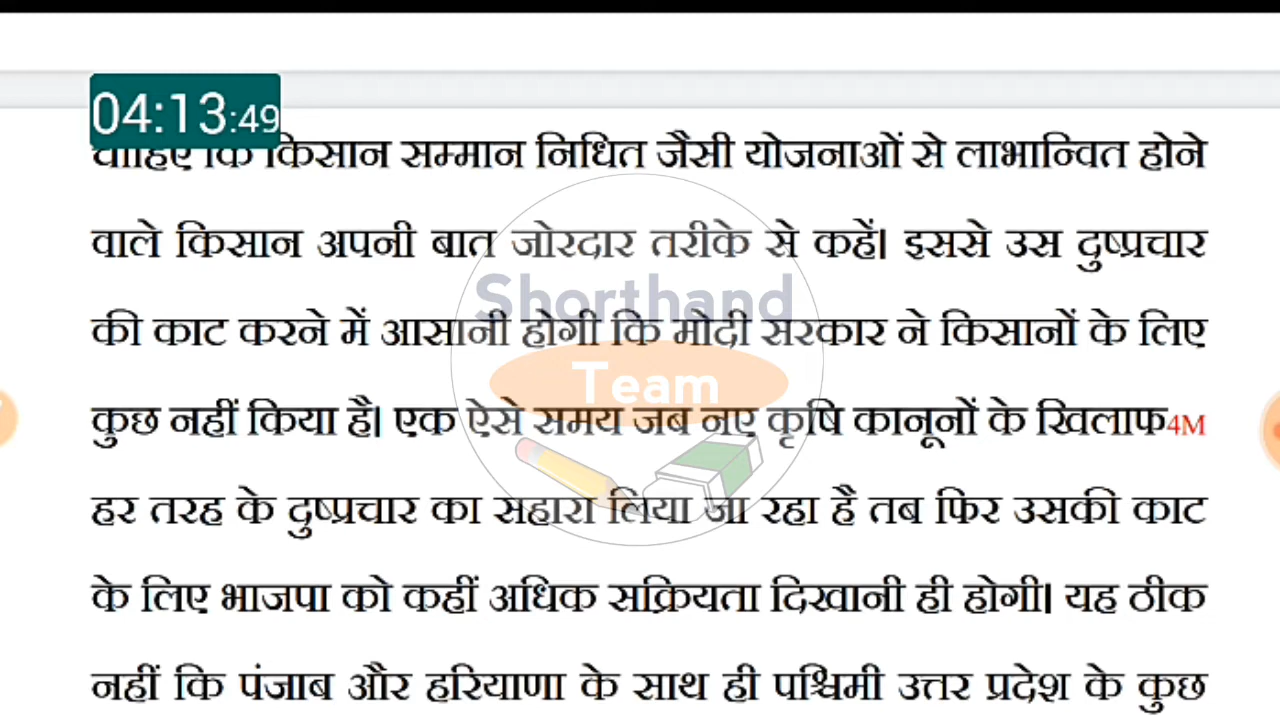 04:13:49
चाहिए कि किसान सम्मान निधित जैसी योजनाओं से लाभान्वित होने
वाले किसान अपनी बात जोरदार तरीके से कहें। इससे उस दुष्प्रचार
की काट करने में आसानी होगी कि मोदी सरकार ने किसानों के लिए
कुछ नहीं किया है। एक ऐसे समय जब नए कृषि कानूनों के खिलाफ4M
हर तरह के दुष्प्रचार का सहारा लिया जा रहा है तब फिर उसकी काट
के लिए भाजपा को कहीं अधिक सक्रियता दिखानी ही होगी। यह ठीक
नहीं कि पंजाब और हरियाणा के साथ ही पश्चिमी उत्तर प्रदेश के कुछ
Shorthand
Team